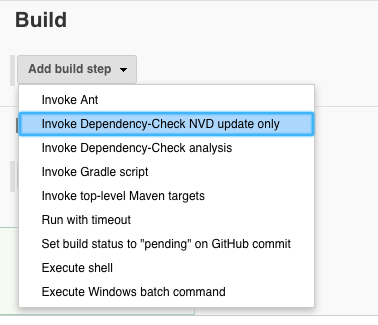 Build
Add build step
Invoke Ant
Invoke Dependency-Check NVD update only
Invoke Dependency-Check analysis
Invoke Gradle script
Invoke top-level Maven targets
Run with timeout
Set build status to "pending" on GitHub commit
Execute shell
Execute Windows batch command